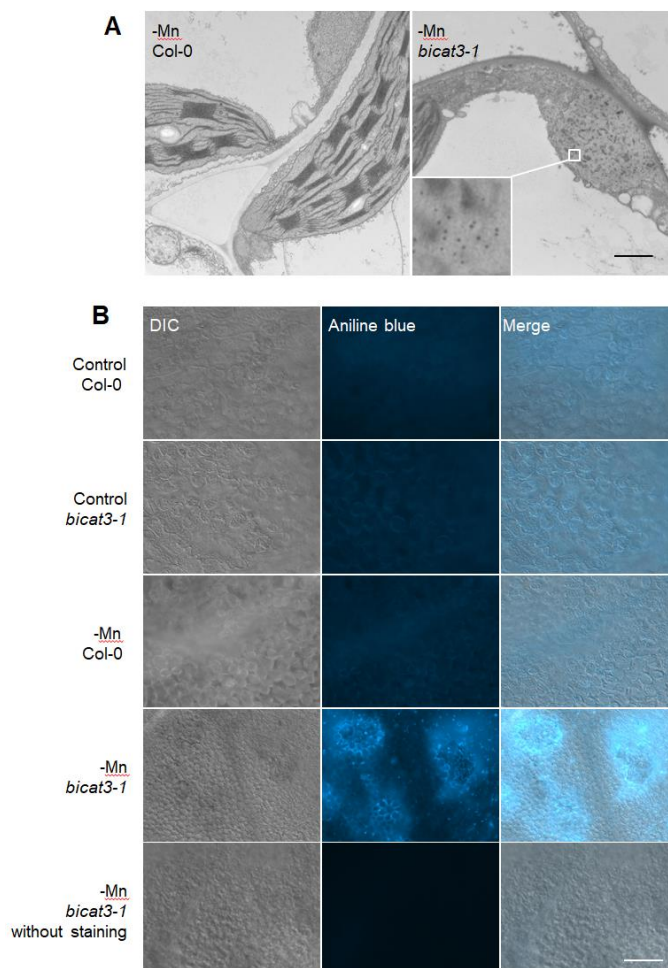 A
-Mn
Col-0
-Mn
bicat3-1
B
DIC
Aniline blue
Merge
Control
Col-0
Control
bicat3-1
-Mn
Col-0
-Mn
bicat3-1
-Mn
bicat3-1
without staining